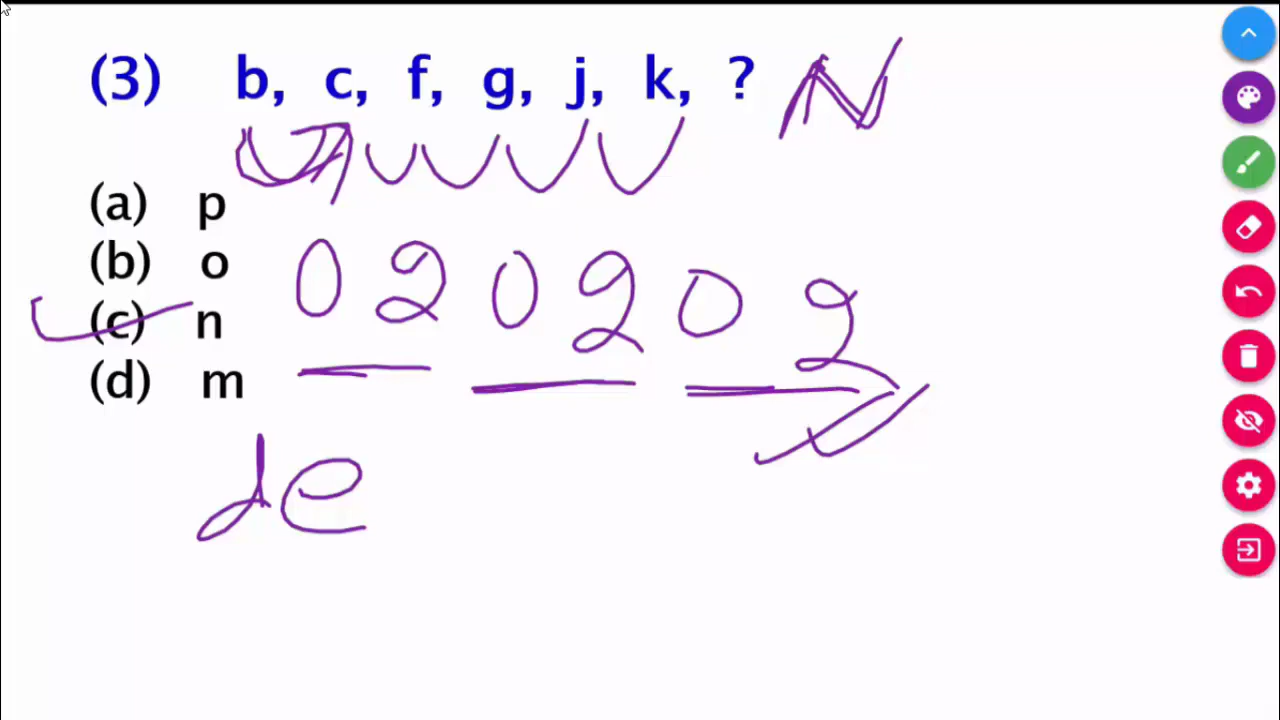 (3) b, c, f, g, j, k, ? N
(a) p
(b) o
(c) n
(d) m
0 2 0 2 0 2
de